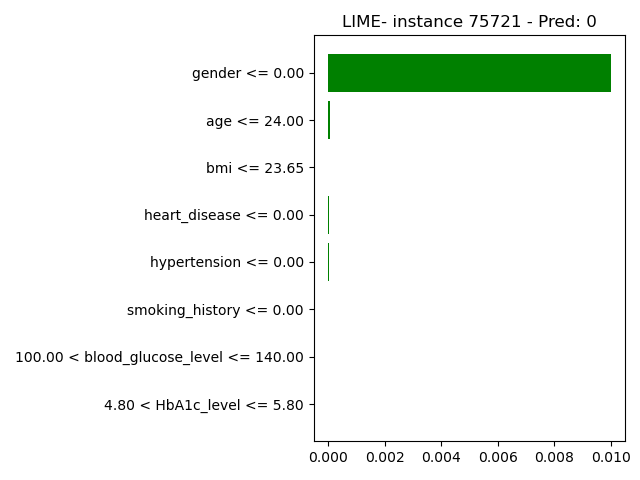 LIME- instance 75721 - Pred: 0
gender <= 0.00
age <= 24.00
bmi <= 23.65
heart_disease <= 0.00
hypertension <= 0.00
smoking_history <= 0.00
100.00 < blood_glucose_level <= 140.00
4.80 < HbA1c_level <= 5.80
0.000 0.002 0.004 0.006 0.008 0.010